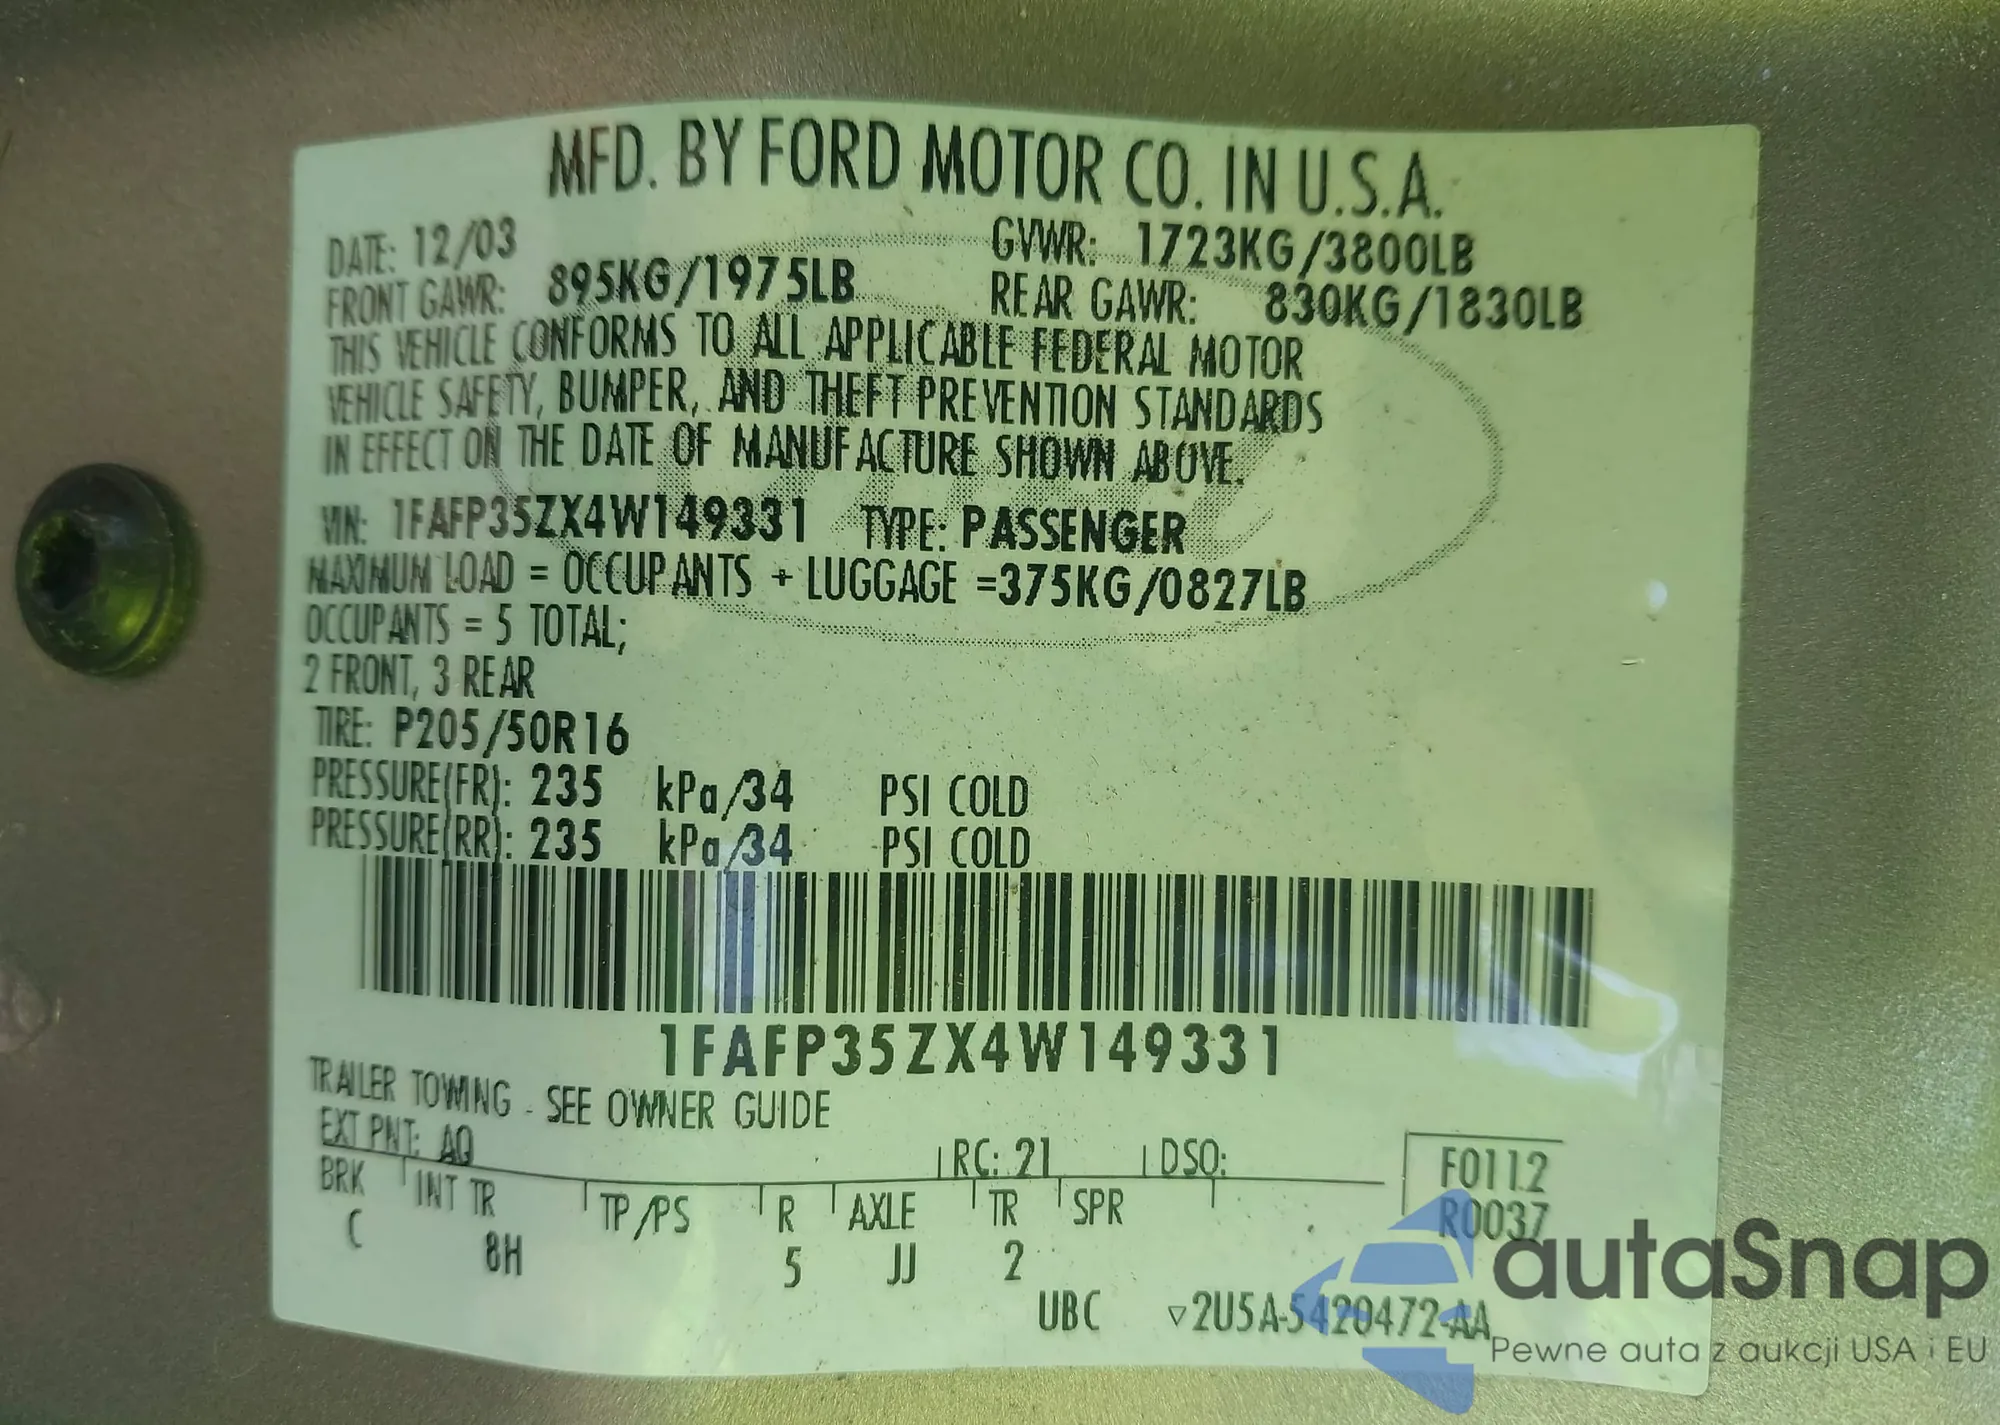 MFD. BY FORD MOTOR CO. IN U.S.A.
DATE: 12/03 GVWR: 1723KG/3800LB
FRONT GAWR: 895KG/1975LB REAR GAWR: 830KG/1830LB
THIS VEHICLE CONFORMS TO ALL APPLICABLE FEDERAL MOTOR
VEHICLE SAFETY, BUMPER, AND THEFT PREVENTION STANDARDS
IN EFFECT ON THE DATE OF MANUFACTURE SHOWN ABOVE.
VIN: 1FAFP35ZX4W149331 TYPE: PASSENGER
MAXIMUM LOAD = OCCUPANTS + LUGGAGE =375KG/0827LB
OCCUPANTS = 5 TOTAL;
2 FRONT, 3 REAR
TIRE: P205/50R16
PRESSURE(FR): 235 kPa/34 PSI COLD
PRESSURE(RR): 235 kPa/34 PSI COLD
1FAFP35ZX4W149331
TRAILER TOWING - SEE OWNER GUIDE
EXT PNT: AQ RC: 21 DSO: F0112
BRK INT TR TP/PS R AXLE TR SPR R0037
C 8H 5 JJ 2
UBC ▽2U5A-5420472-AA
autaSnap
Pewne auta z aukcji USA i EU